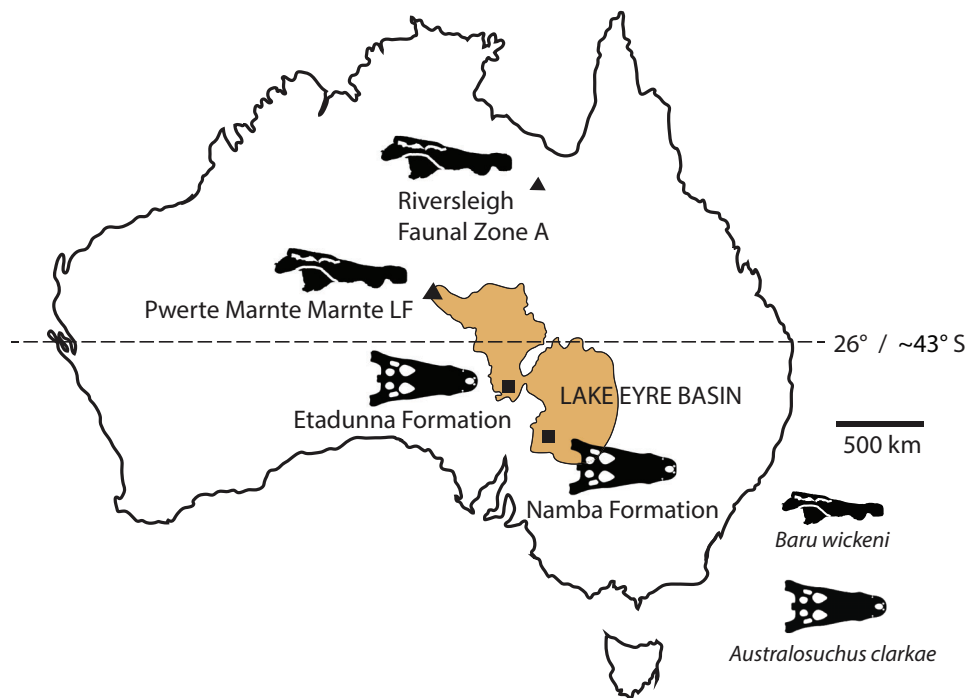 Riversleigh
Faunal Zone A
Pwerte Marnte Marnte LF
26° / ~43° S
Etadunna Formation
LAKE EYRE BASIN
500 km
Namba Formation
Baru wickeni
Australosuchus clarkae